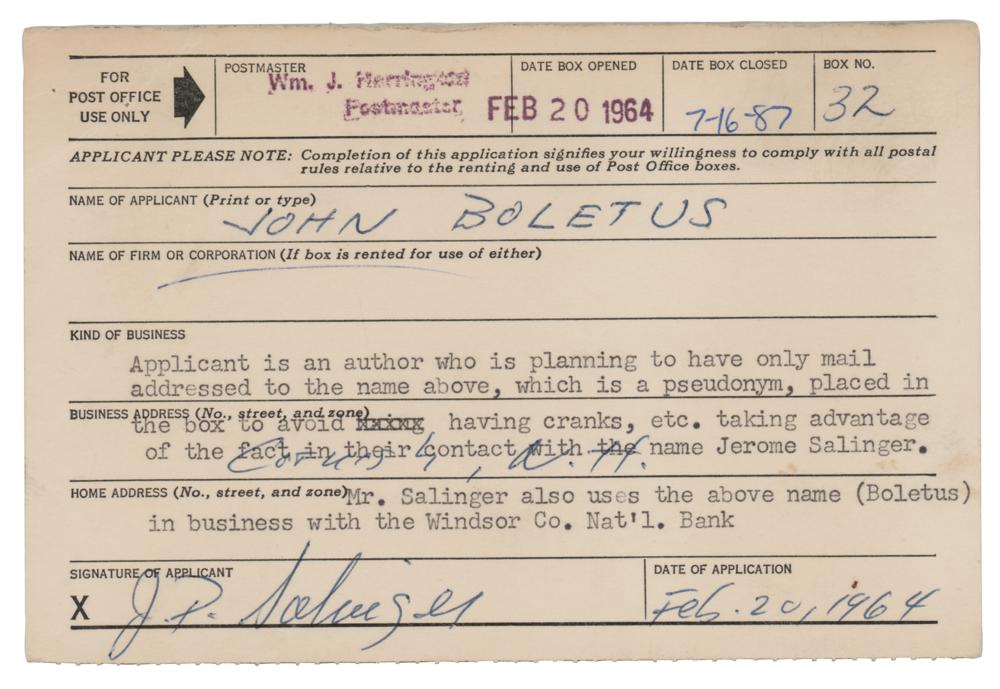 FOR
POST OFFICE
USE ONLY
POSTMASTER
Wm. J. Harrington
Postmaster
DATE BOX OPENED
FEB 20 1964
DATE BOX CLOSED
7-16-87
BOX NO.
32
APPLICANT PLEASE NOTE: Completion of this application signifies your willingness to comply with all postal
rules relative to the renting and use of Post Office boxes.
NAME OF APPLICANT (Print or type)
JOHN BOLETUS
NAME OF FIRM OR CORPORATION (If box is rented for use of either)
KIND OF BUSINESS
Applicant is an author who is planning to have only mail
addressed to the name above, which is a pseudonym, placed in
BUSINESS ADDRESS (No., street, and zone)
the box to avoid having cranks, etc. taking advantage
of the fact in their contact with the name Jerome Salinger.
Cornish, N.H.
HOME ADDRESS (No., street, and zone)
Mr. Salinger also uses the above name (Boletus)
in business with the Windsor Co. Nat'l. Bank
SIGNATURE OF APPLICANT
X J.D. Salinger
DATE OF APPLICATION
Feb. 20, 1964